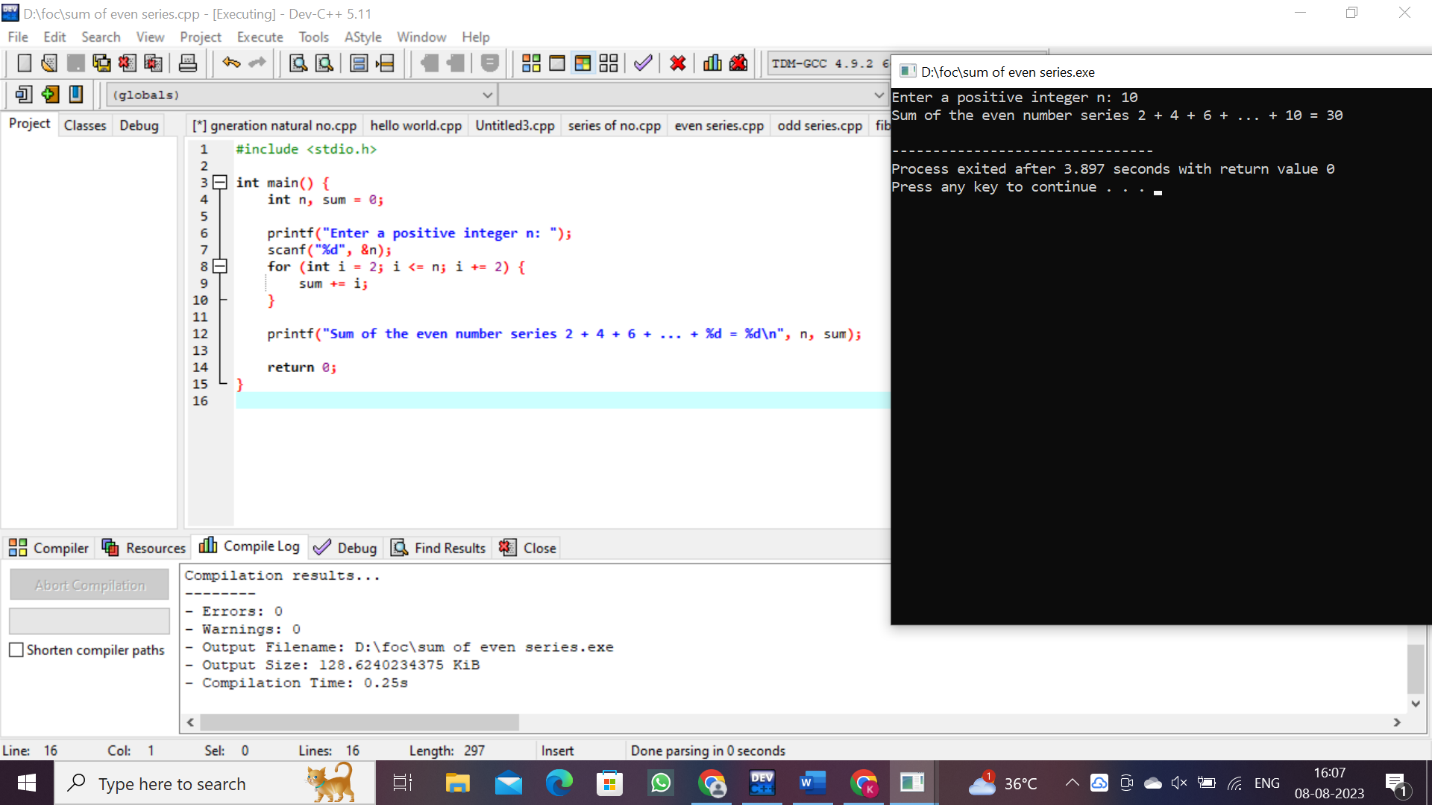 D:\foc\sum of even series.cpp - [Executing] - Dev-C++ 5.11
File Edit Search View Project Execute Tools AStyle Window Help
TDM-GCC 4.9.2
(globals)
Project Classes Debug
[*] gneration natural no.cpp hello world.cpp Untitled3.cpp series of no.cpp even series.cpp odd series.cpp
1 #include <stdio.h>
2
3 int main() {
4 int n, sum = 0;
5
6 printf("Enter a positive integer n: ");
7 scanf("%d", &n);
8 for (int i = 2; i <= n; i += 2) {
9 sum += i;
10 }
11
12 printf("Sum of the even number series 2 + 4 + 6 + ... + %d = %d\n", n, sum);
13
14 return 0;
15 }
16
D:\foc\sum of even series.exe
Enter a positive integer n: 10
Sum of the even number series 2 + 4 + 6 + ... + 10 = 30
--------------------------------
Process exited after 3.897 seconds with return value 0
Press any key to continue . . .
Compiler Resources Compile Log Debug Find Results Close
Abort Compilation
Shorten compiler paths
Compilation results...
--------
- Errors: 0
- Warnings: 0
- Output Filename: D:\foc\sum of even series.exe
- Output Size: 128.6240234375 KiB
- Compilation Time: 0.25s
Line: 16 Col: 1 Sel: 0 Lines: 16 Length: 297 Insert Done parsing in 0 seconds
Type here to search
DEV C++
W
K
1
36°C
ENG
16:07
08-08-2023
1